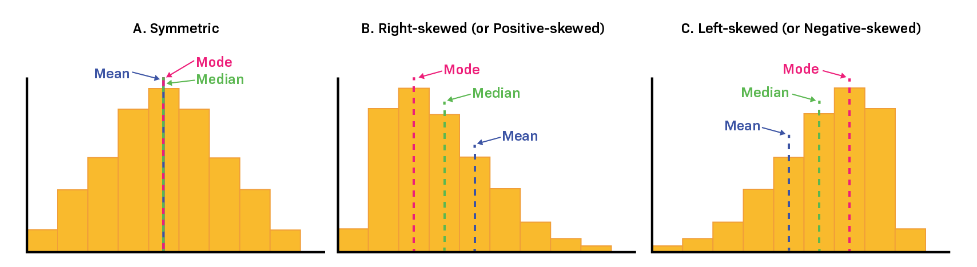 A. Symmetric
Mean
Mode
Median
B. Right-skewed (or Positive-skewed)
Mode
Median
Mean
C. Left-skewed (or Negative-skewed)
Mode
Median
Mean